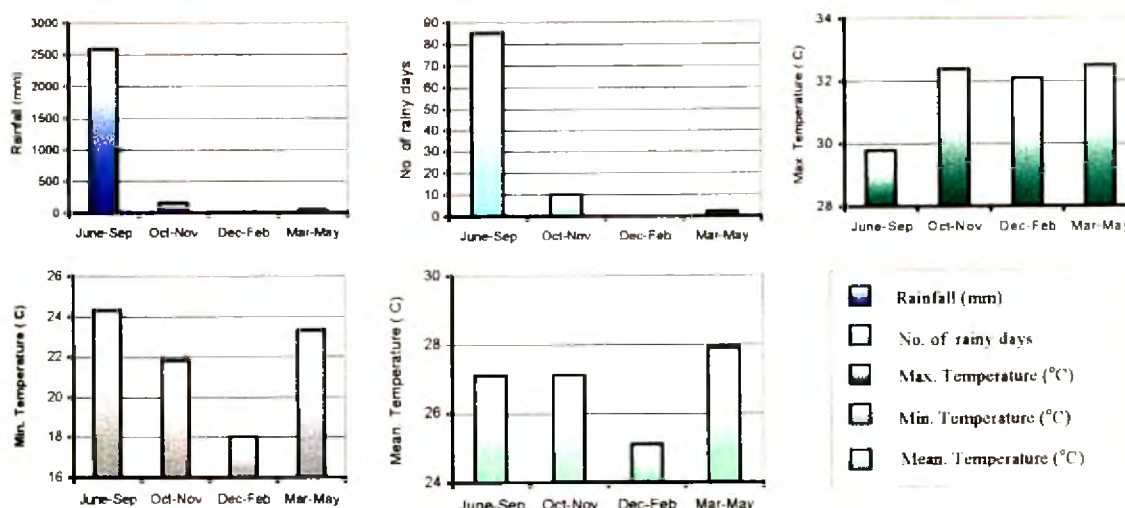 Rainfall (mm)
3000
2500
2000
1500
1000
500
0
June-Sep Oct-Nov Dec-Feb Mar-May
No. of rainy days
90
80
70
60
50
40
30
20
10
0
June-Sep Oct-Nov Dec-Feb Mar-May
Max Temperature ( C)
34
32
30
28
June-Sep Oct-Nov Dec-Feb Mar-May
Min. Temperature ( C)
26
24
22
20
18
16
June-Sep Oct-Nov Dec-Feb Mar-May
Mean. Temperature ( C)
30
28
26
24
June-Sep Oct-Nov Dec-Feb Mar-May
Rainfall (mm)
No. of rainy days
Max. Temperature (°C)
Min. Temperature (°C)
Mean. Temperature (°C)